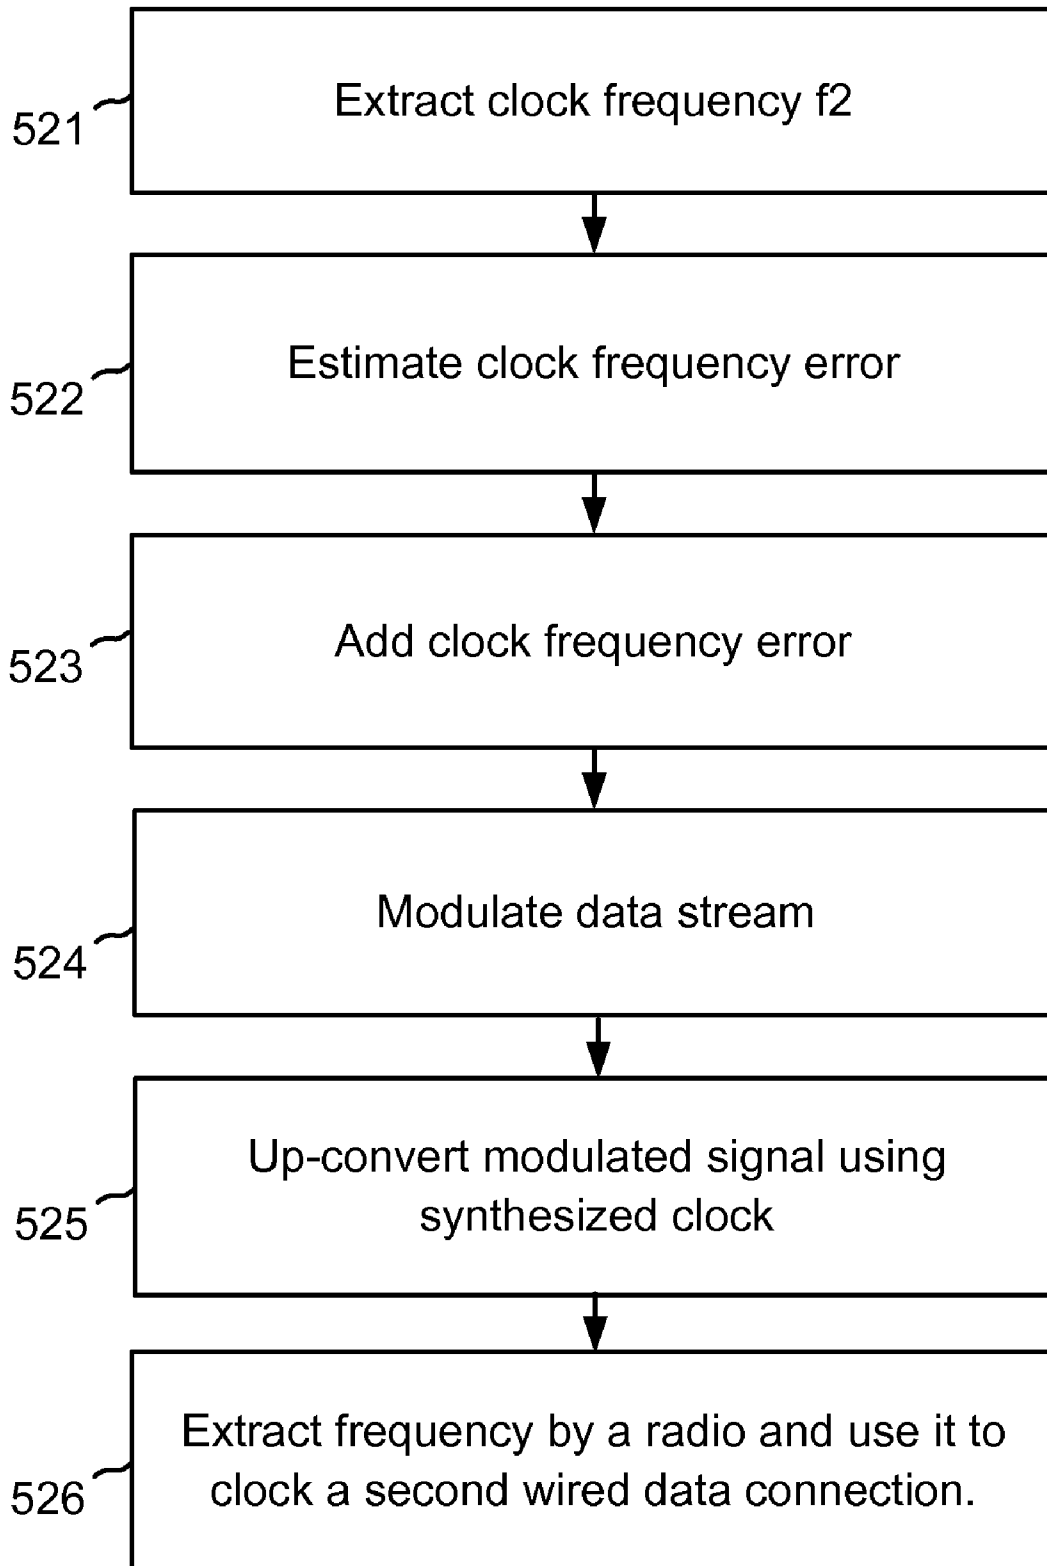 521
Extract clock frequency f2
522
Estimate clock frequency error
523
Add clock frequency error
524
Modulate data stream
525
Up-convert modulated signal using
synthesized clock
526
Extract frequency by a radio and use it to
clock a second wired data connection.